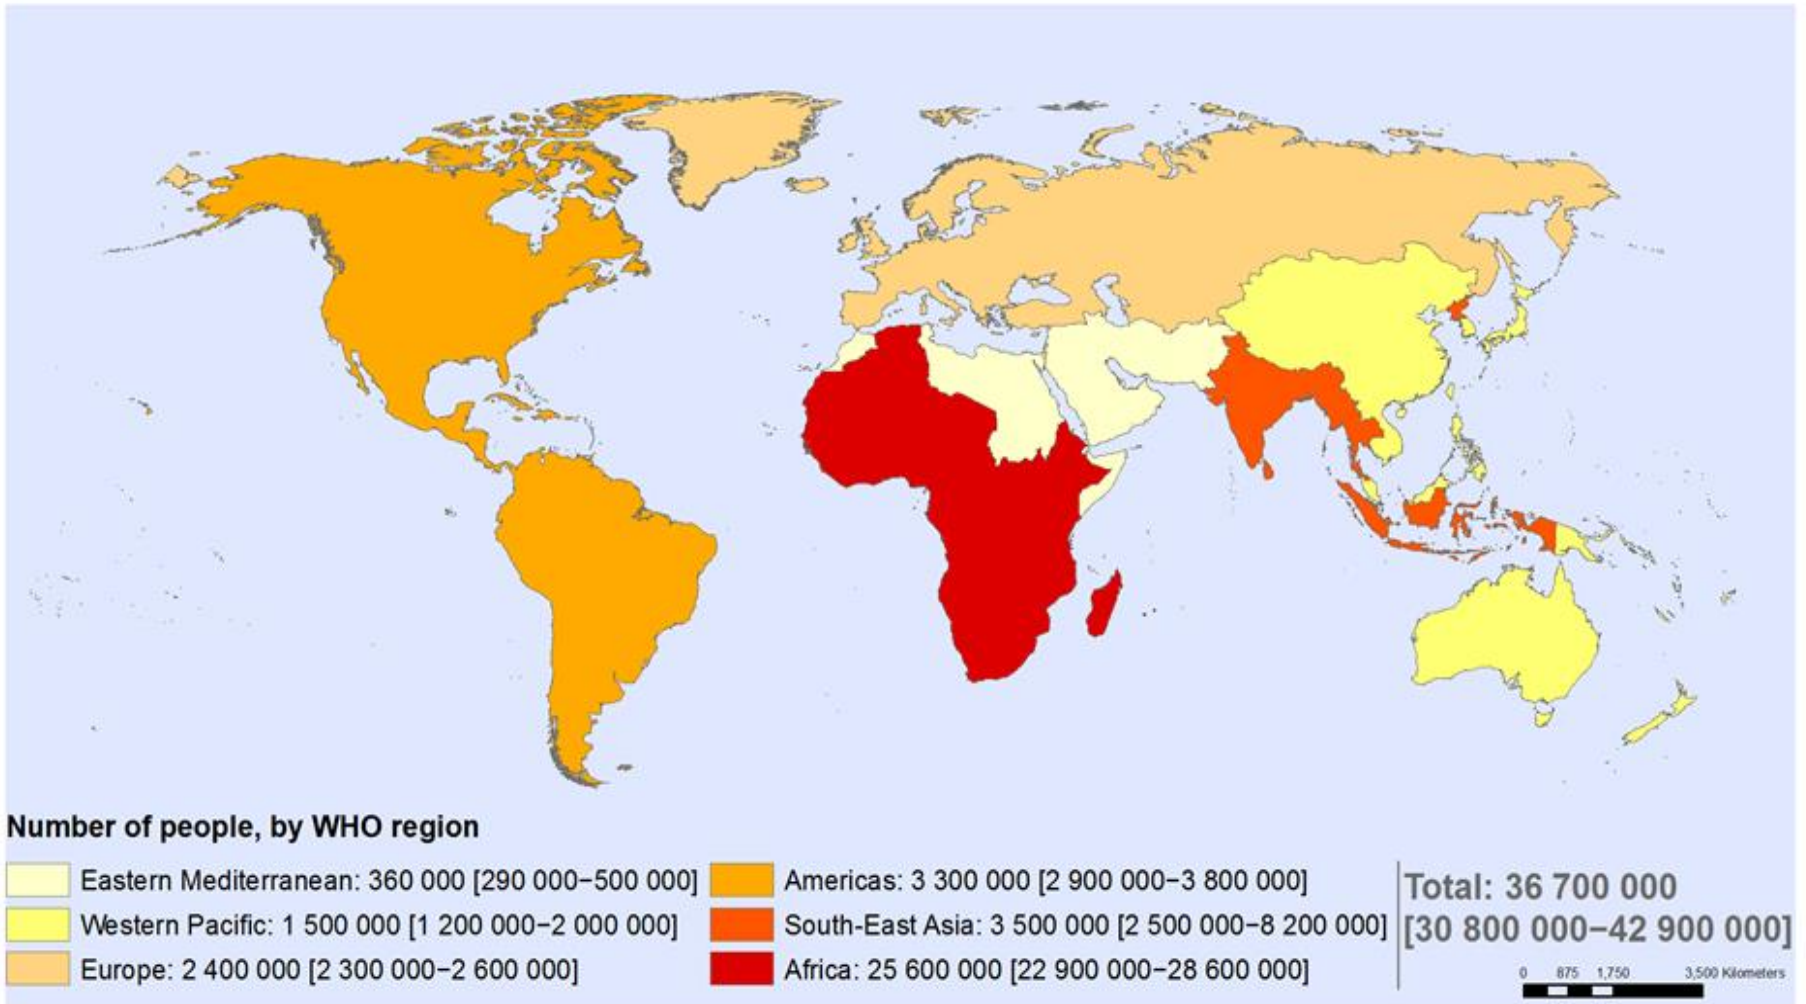 Number of people, by WHO region
Eastern Mediterranean: 360 000 [290 000–500 000]
Western Pacific: 1 500 000 [1 200 000–2 000 000]
Europe: 2 400 000 [2 300 000–2 600 000]
Americas: 3 300 000 [2 900 000–3 800 000]
South-East Asia: 3 500 000 [2 500 000–8 200 000]
Africa: 25 600 000 [22 900 000–28 600 000]
Total: 36 700 000
[30 800 000–42 900 000]
0 875 1,750 3,500 Kilometers